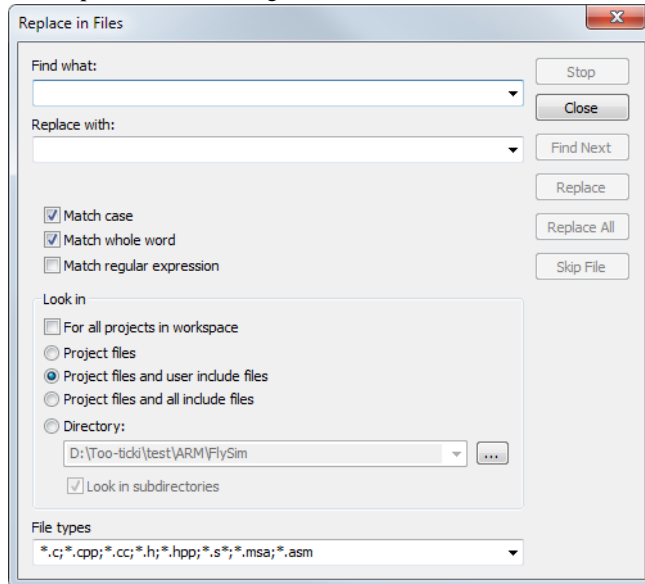 Replace in Files
Find what:
Stop
Close
Replace with:
Find Next
Replace
Match case
Replace All
Match whole word
Match regular expression
Skip File
Look in
For all projects in workspace
Project files
Project files and user include files
Project files and all include files
Directory:
D:\Too-ticki\test\ARM\FlySim
...
Look in subdirectories
File types
*.c;*.cpp;*.cc;*.h;*.hpp;*.s*;*.msa;*.asm